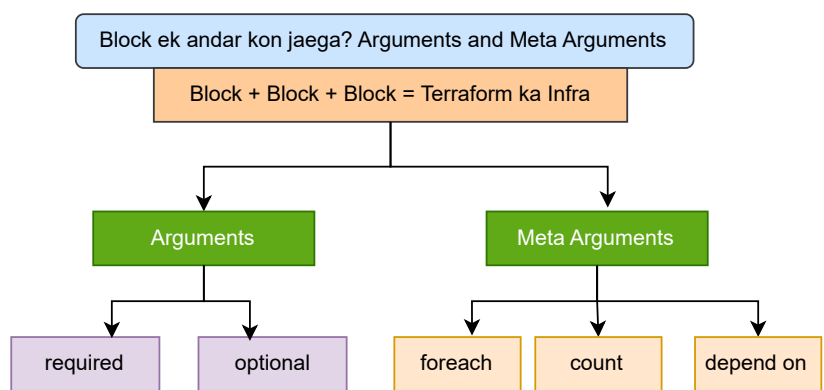 Block ek andar kon jaega? Arguments and Meta Arguments
Block + Block + Block = Terraform ka Infra
Arguments
Meta Arguments
required
optional
foreach
count
depend on